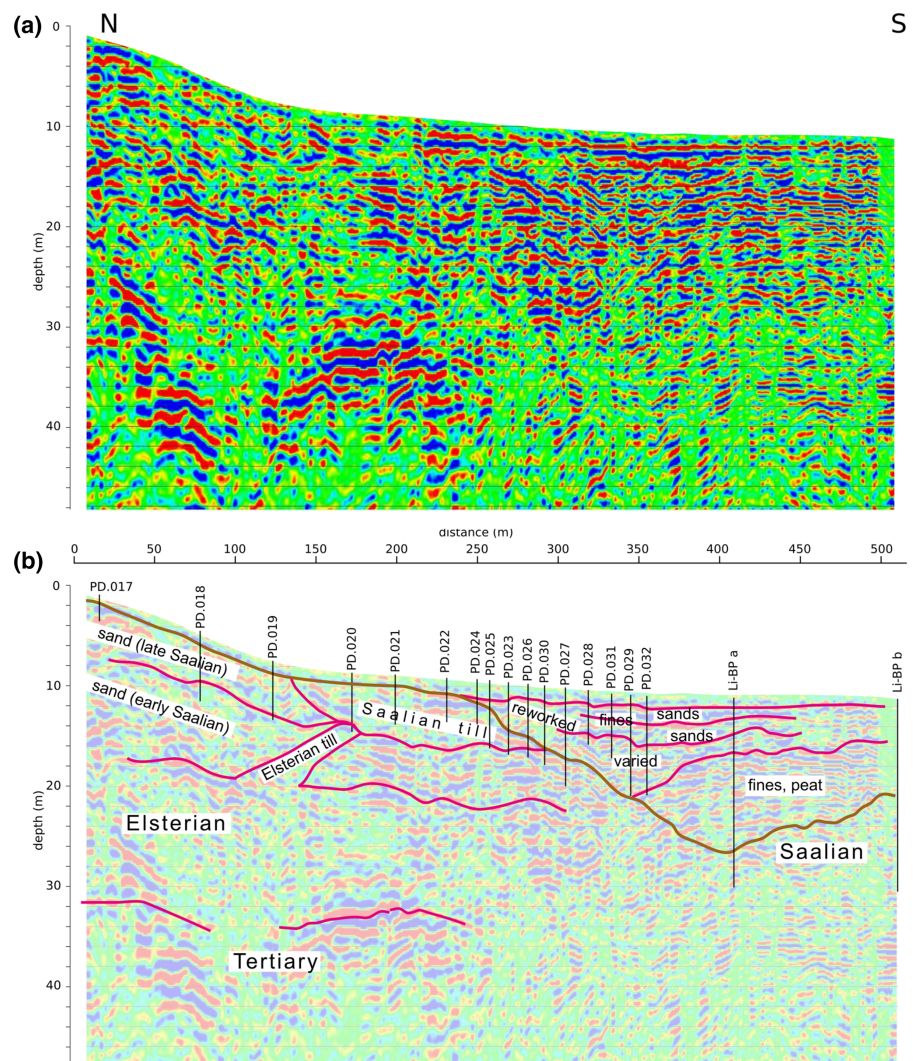 (a)
N
S
0
10
20
30
40
depth (m)
distance (m)
(b)
0 50 100 150 200 250 300 350 400 450 500
0
10
20
30
40
depth (m)
PD.017
PD.018
PD.019
PD.020
PD.021
PD.022
PD.024
PD.025
PD.023
PD.026
PD.030
PD.027
PD.028
PD.031
PD.029
PD.032
LI-BP a
LI-BP b
sand (late Saalian)
sand (early Saalian)
Elsterian till
Saalian till
reworked
fines
sands
sands
varied
fines, peat
Elsterian
Saalian
Tertiary